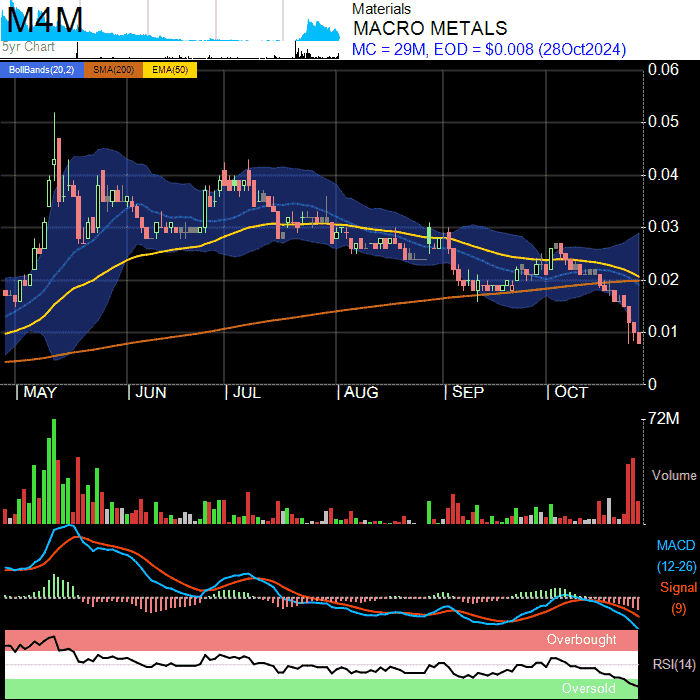 M4M
5yr Chart
Materials
MACRO METALS
MC = 29M, EOD = $0.008 (28Oct2024)
BollBands(20,2) SMA(200) EMA(50)
0.06
0.05
0.04
0.03
0.02
0.01
0
MAY JUN JUL AUG SEP OCT
72M
Volume
MACD
(12-26)
Signal
(9)
Overbought
RSI(14)
Oversold